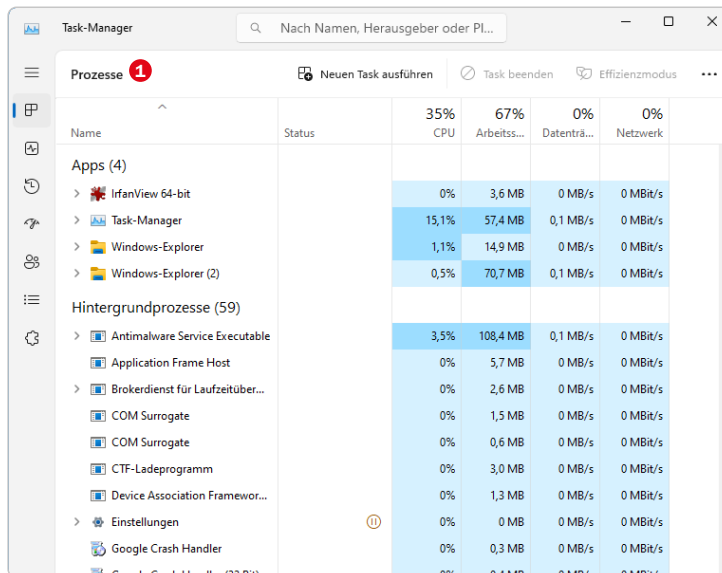 Task-Manager
Nach Namen, Herausgeber oder PI...
Prozesse 1
Neuen Task ausführen
Task beenden
Effizienzmodus
35% 67% 0% 0%
Name Status CPU Arbeitss... Datenträ... Netzwerk
Apps (4)
IrfanView 64-bit 0% 3,6 MB 0 MB/s 0 MBit/s
Task-Manager 15,1% 57,4 MB 0,1 MB/s 0 MBit/s
Windows-Explorer 1,1% 14,9 MB 0 MB/s 0 MBit/s
Windows-Explorer (2) 0,5% 70,7 MB 0,1 MB/s 0 MBit/s
Hintergrundprozesse (59)
Antimalware Service Executable 3,5% 108,4 MB 0,1 MB/s 0 MBit/s
Application Frame Host 0% 5,7 MB 0 MB/s 0 MBit/s
Brokerdienst für Laufzeitüber... 0% 2,6 MB 0 MB/s 0 MBit/s
COM Surrogate 0% 1,5 MB 0 MB/s 0 MBit/s
COM Surrogate 0% 0,6 MB 0 MB/s 0 MBit/s
CTF-Ladeprogramm 0% 3,0 MB 0 MB/s 0 MBit/s
Device Association Framewor... 0% 1,3 MB 0 MB/s 0 MBit/s
Einstellungen 0% 0 MB 0 MB/s 0 MBit/s
Google Crash Handler 0% 0,3 MB 0 MB/s 0 MBit/s